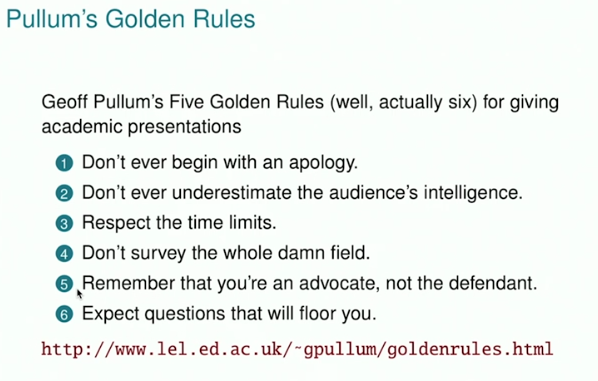 Pullum's Golden Rules
Geoff Pullum's Five Golden Rules (well, actually six) for giving
academic presentations
1 Don't ever begin with an apology.
2 Don't ever underestimate the audience's intelligence.
3 Respect the time limits.
4 Don't survey the whole damn field.
5 Remember that you're an advocate, not the defendant.
6 Expect questions that will floor you.
http://www.lel.ed.ac.uk/~gpullum/goldenrules.html